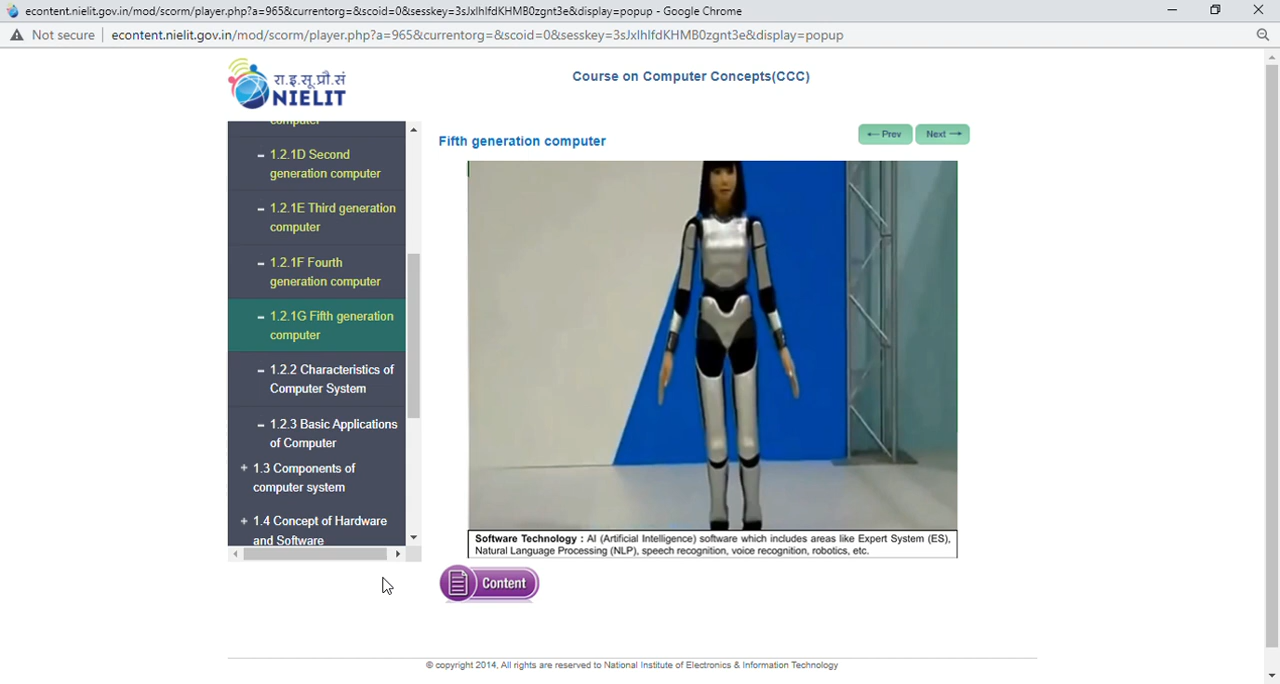 econtent.nielit.gov.in/mod/scorm/player.php?a=965&currentorg=&scoid=0&sesskey=3sJxlhlfdKHMB0zgnt3e&display=popup - Google Chrome
Not secure
econtent.nielit.gov.in/mod/scorm/player.php?a=965&currentorg=&scoid=0&sesskey=3sJxlhlfdKHMB0zgnt3e&display=popup
रा.इ.सू.प्रौ.सं
NIELIT
Course on Computer Concepts(CCC)
computer
1.2.1D Second
generation computer
1.2.1E Third generation
computer
1.2.1F Fourth
generation computer
1.2.1G Fifth generation
computer
1.2.2 Characteristics of
Computer System
1.2.3 Basic Applications
of Computer
+ 1.3 Components of
computer system
+ 1.4 Concept of Hardware
and Software
Fifth generation computer
← Prev
Next →
Software Technology : AI (Artificial Intelligence) software which includes areas like Expert System (ES),
Natural Language Processing (NLP), speech recognition, voice recognition, robotics, etc.
Content
© copyright 2014, All rights are reserved to National Institute of Electronics & Information Technology